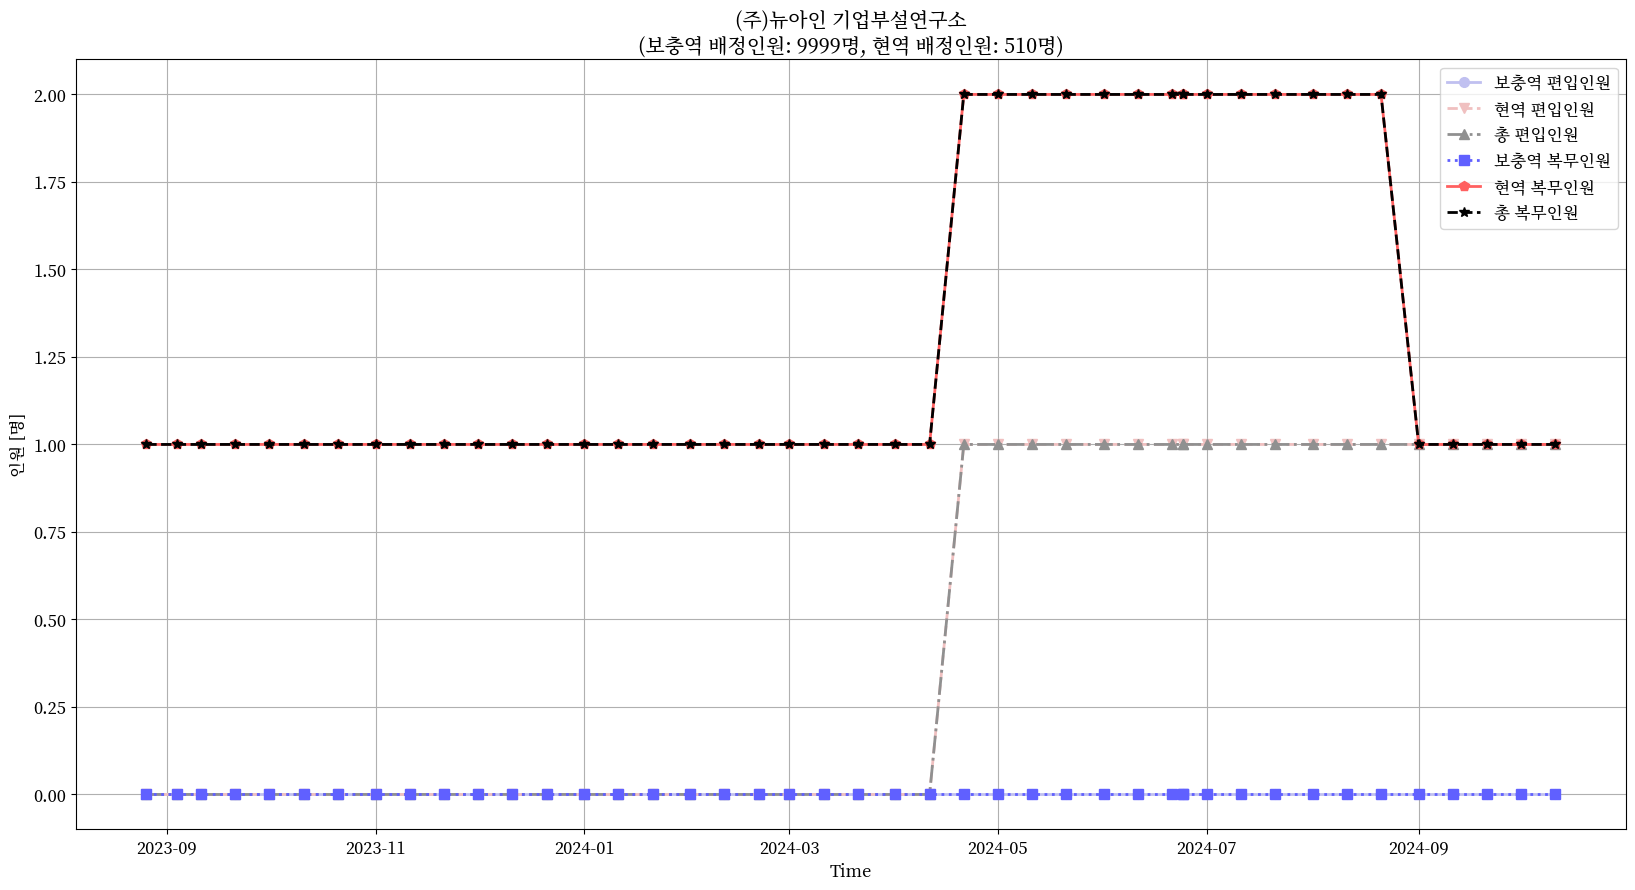 (주)뉴아인 기업부설연구소
(보충역 배정인원: 9999명, 현역 배정인원: 510명)
보충역 편입인원
현역 편입인원
총 편입인원
보충역 복무인원
현역 복무인원
총 복무인원
인원 [명]
2.00
1.75
1.50
1.25
1.00
0.75
0.50
0.25
0.00
2023-09 2023-11 2024-01 2024-03 2024-05 2024-07 2024-09
Time